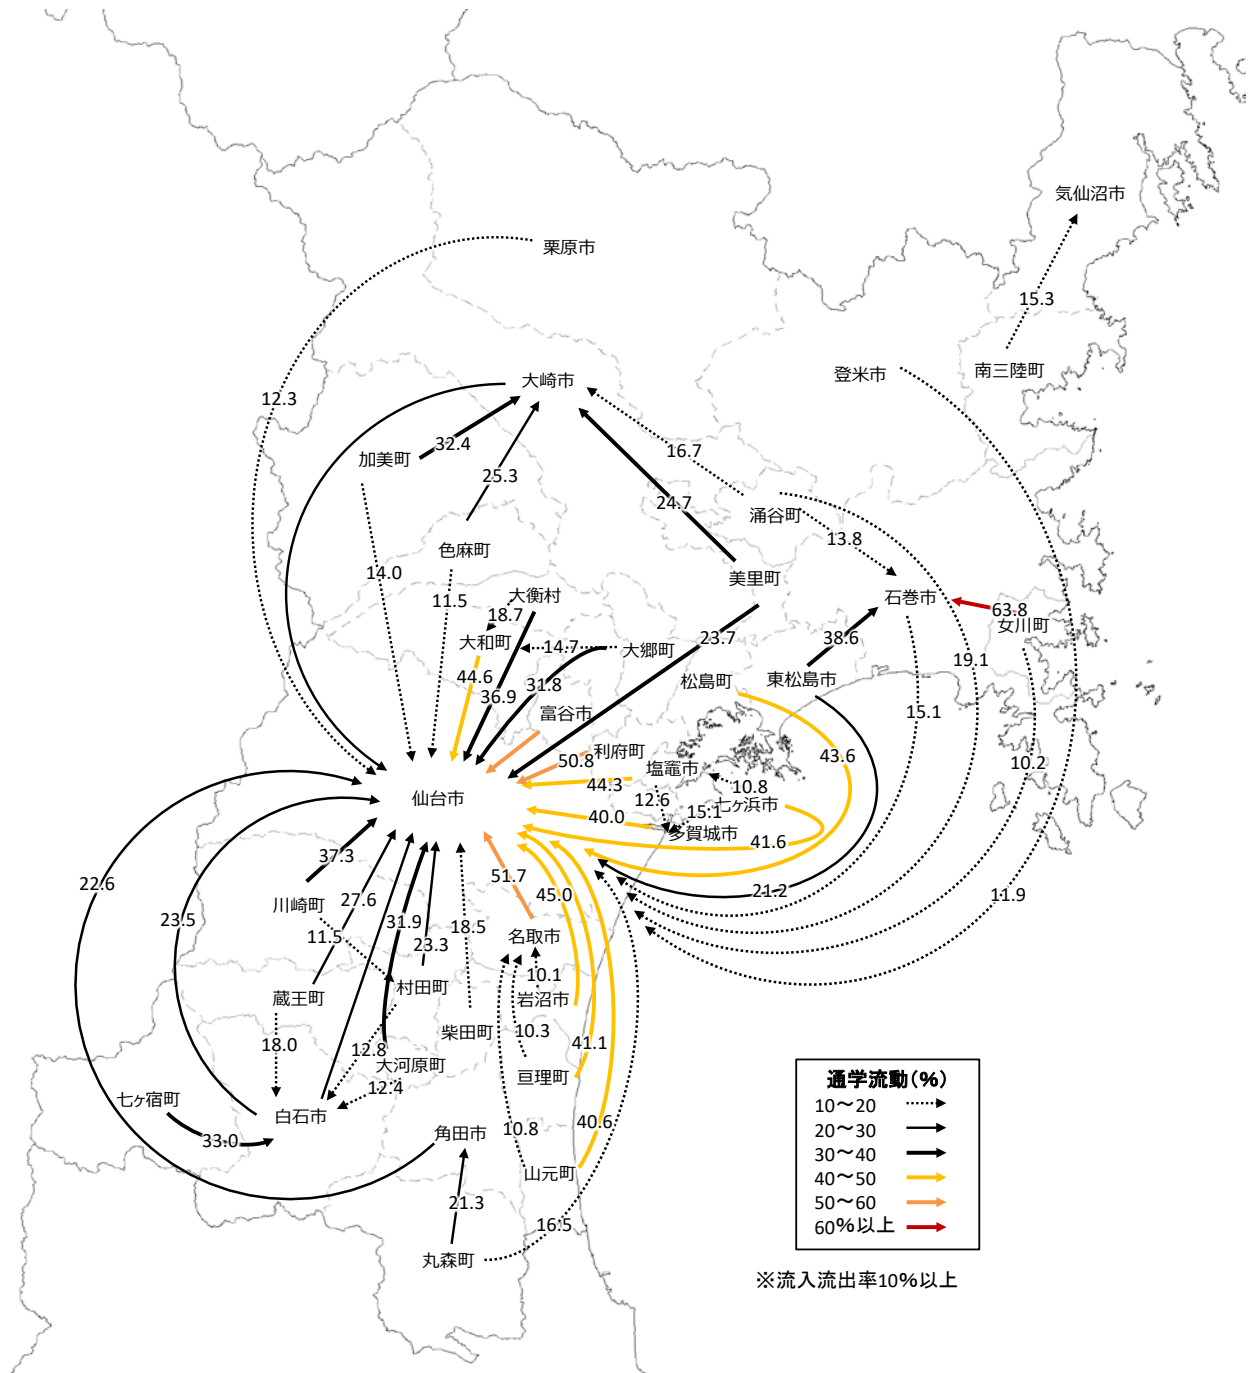 気仙沼市
栗原市
15.3
南三陸町
登米市
大崎市
12.3
32.4
加美町
16.7
25.3
24.7
涌谷町
13.8
色麻町
14.0
美里町
11.5
大衡村
石巻市
63.8
18.7
女川町
大和町
14.7
大郷町
23.7
38.6
19.1
44.6
松島町
東松島市
31.8
36.9
富谷市
15.1
利府町
50.8
43.6
塩竈市
10.2
44.3
10.8
仙台市
12.6
七ヶ浜市
15.1
40.0
多賀城市
41.6
37.3
22.6
51.7
45.0
21.2
11.9
27.6
川崎町
23.5
31.9
18.5
11.5
23.3
名取市
10.1
村田町
蔵王町
岩沼市
柴田町
10.3
18.0
12.8
41.1
大河原町
亘理町
12.4
七ヶ宿町
白石市
33.0
角田市
10.8
40.6
山元町
21.3
16.5
丸森町
通学流動(%)
10～20
20～30
30～40
40～50
50～60
60%以上
※流入流出率10%以上